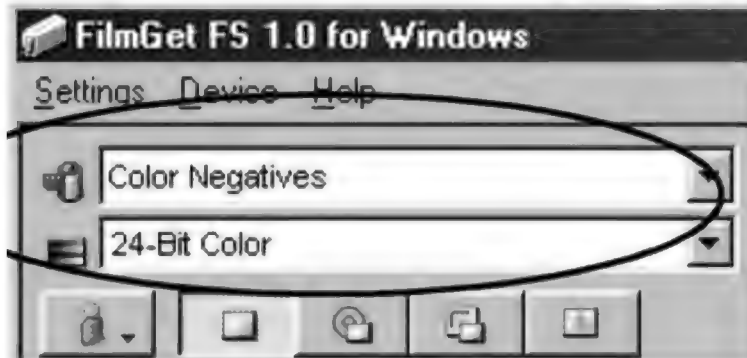 FilmGet FS 1.0 for Windows
Settings Device Help
Color Negatives
24-Bit Color